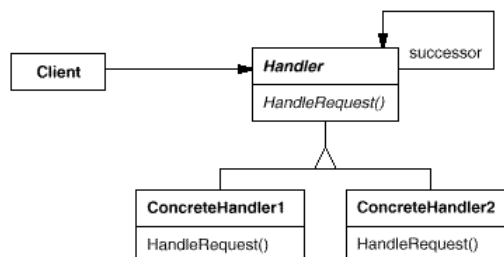 Client
Handler
successor
HandleRequest()
ConcreteHandler1
ConcreteHandler2
HandleRequest()
HandleRequest()